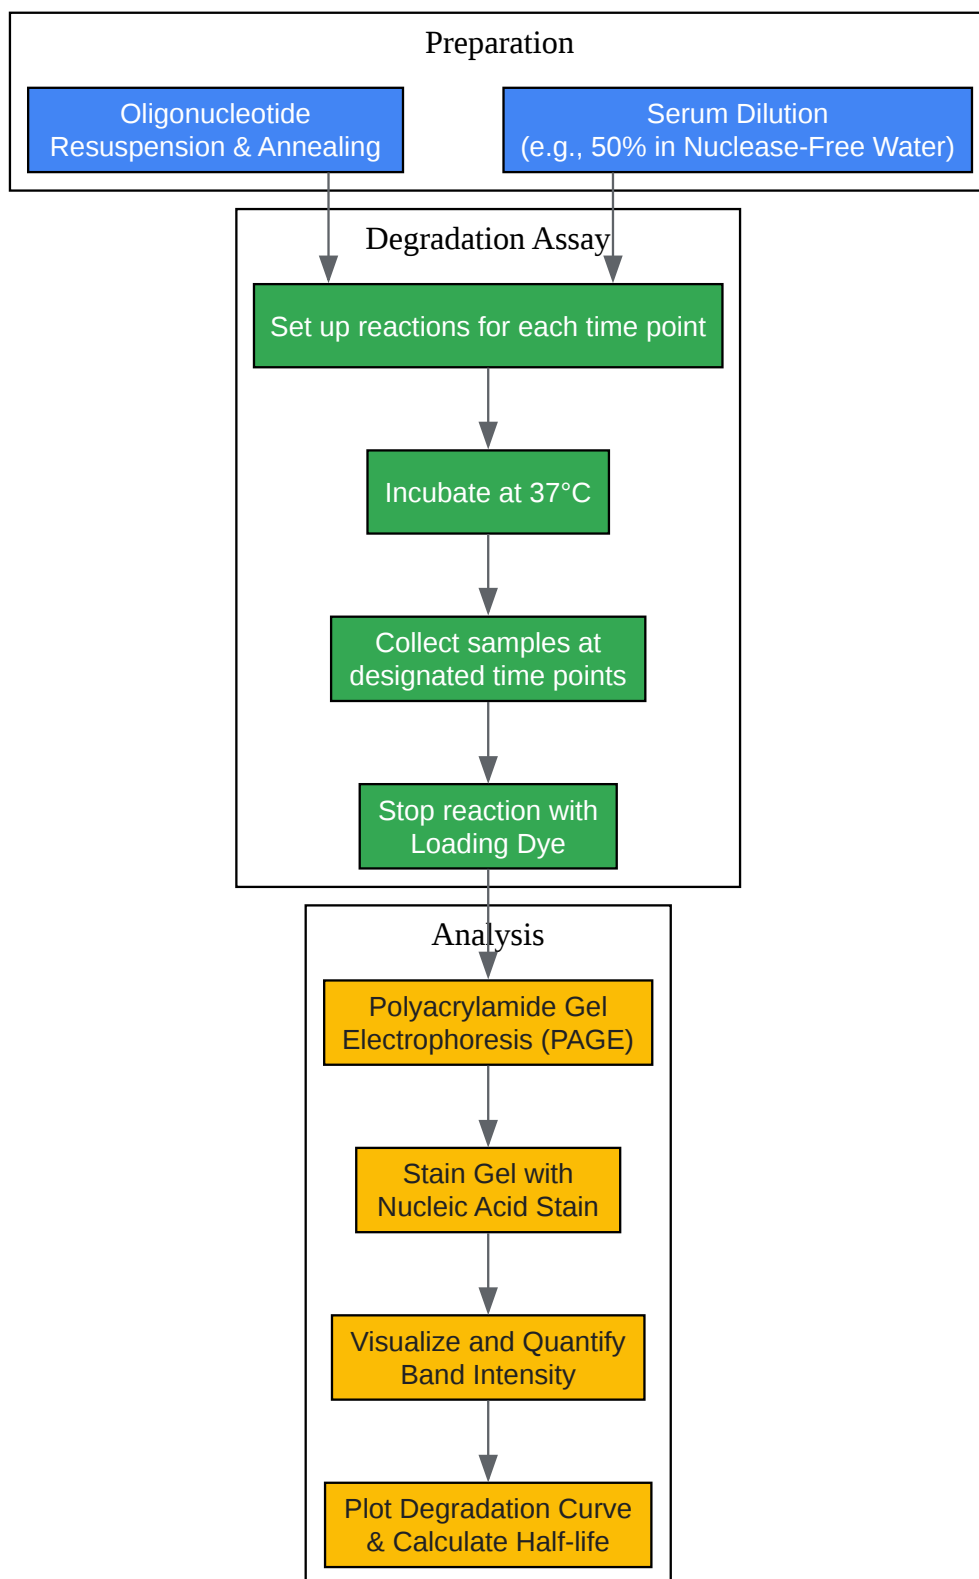 Preparation
Oligonucleotide
Resuspension & Annealing
Serum Dilution
(e.g., 50% in Nuclease-Free Water)
Degradation Assay
Set up reactions for each time point
Incubate at 37°C
Collect samples at
designated time points
Stop reaction with
Loading Dye
Analysis
Polyacrylamide Gel
Electrophoresis (PAGE)
Stain Gel with
Nucleic Acid Stain
Visualize and Quantify
Band Intensity
Plot Degradation Curve
& Calculate Half-life